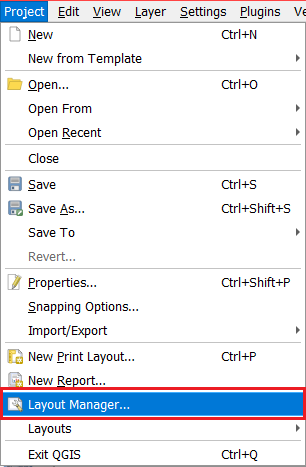 Project Edit View Layer Settings Plugins Ve
New Ctrl+N
New from Template
Open... Ctrl+O
Open From
Open Recent
Close
Save Ctrl+S
Save As... Ctrl+Shift+S
Save To
Revert...
Properties... Ctrl+Shift+P
Snapping Options...
Import/Export
New Print Layout... Ctrl+P
New Report...
Layout Manager...
Layouts
Exit QGIS Ctrl+Q